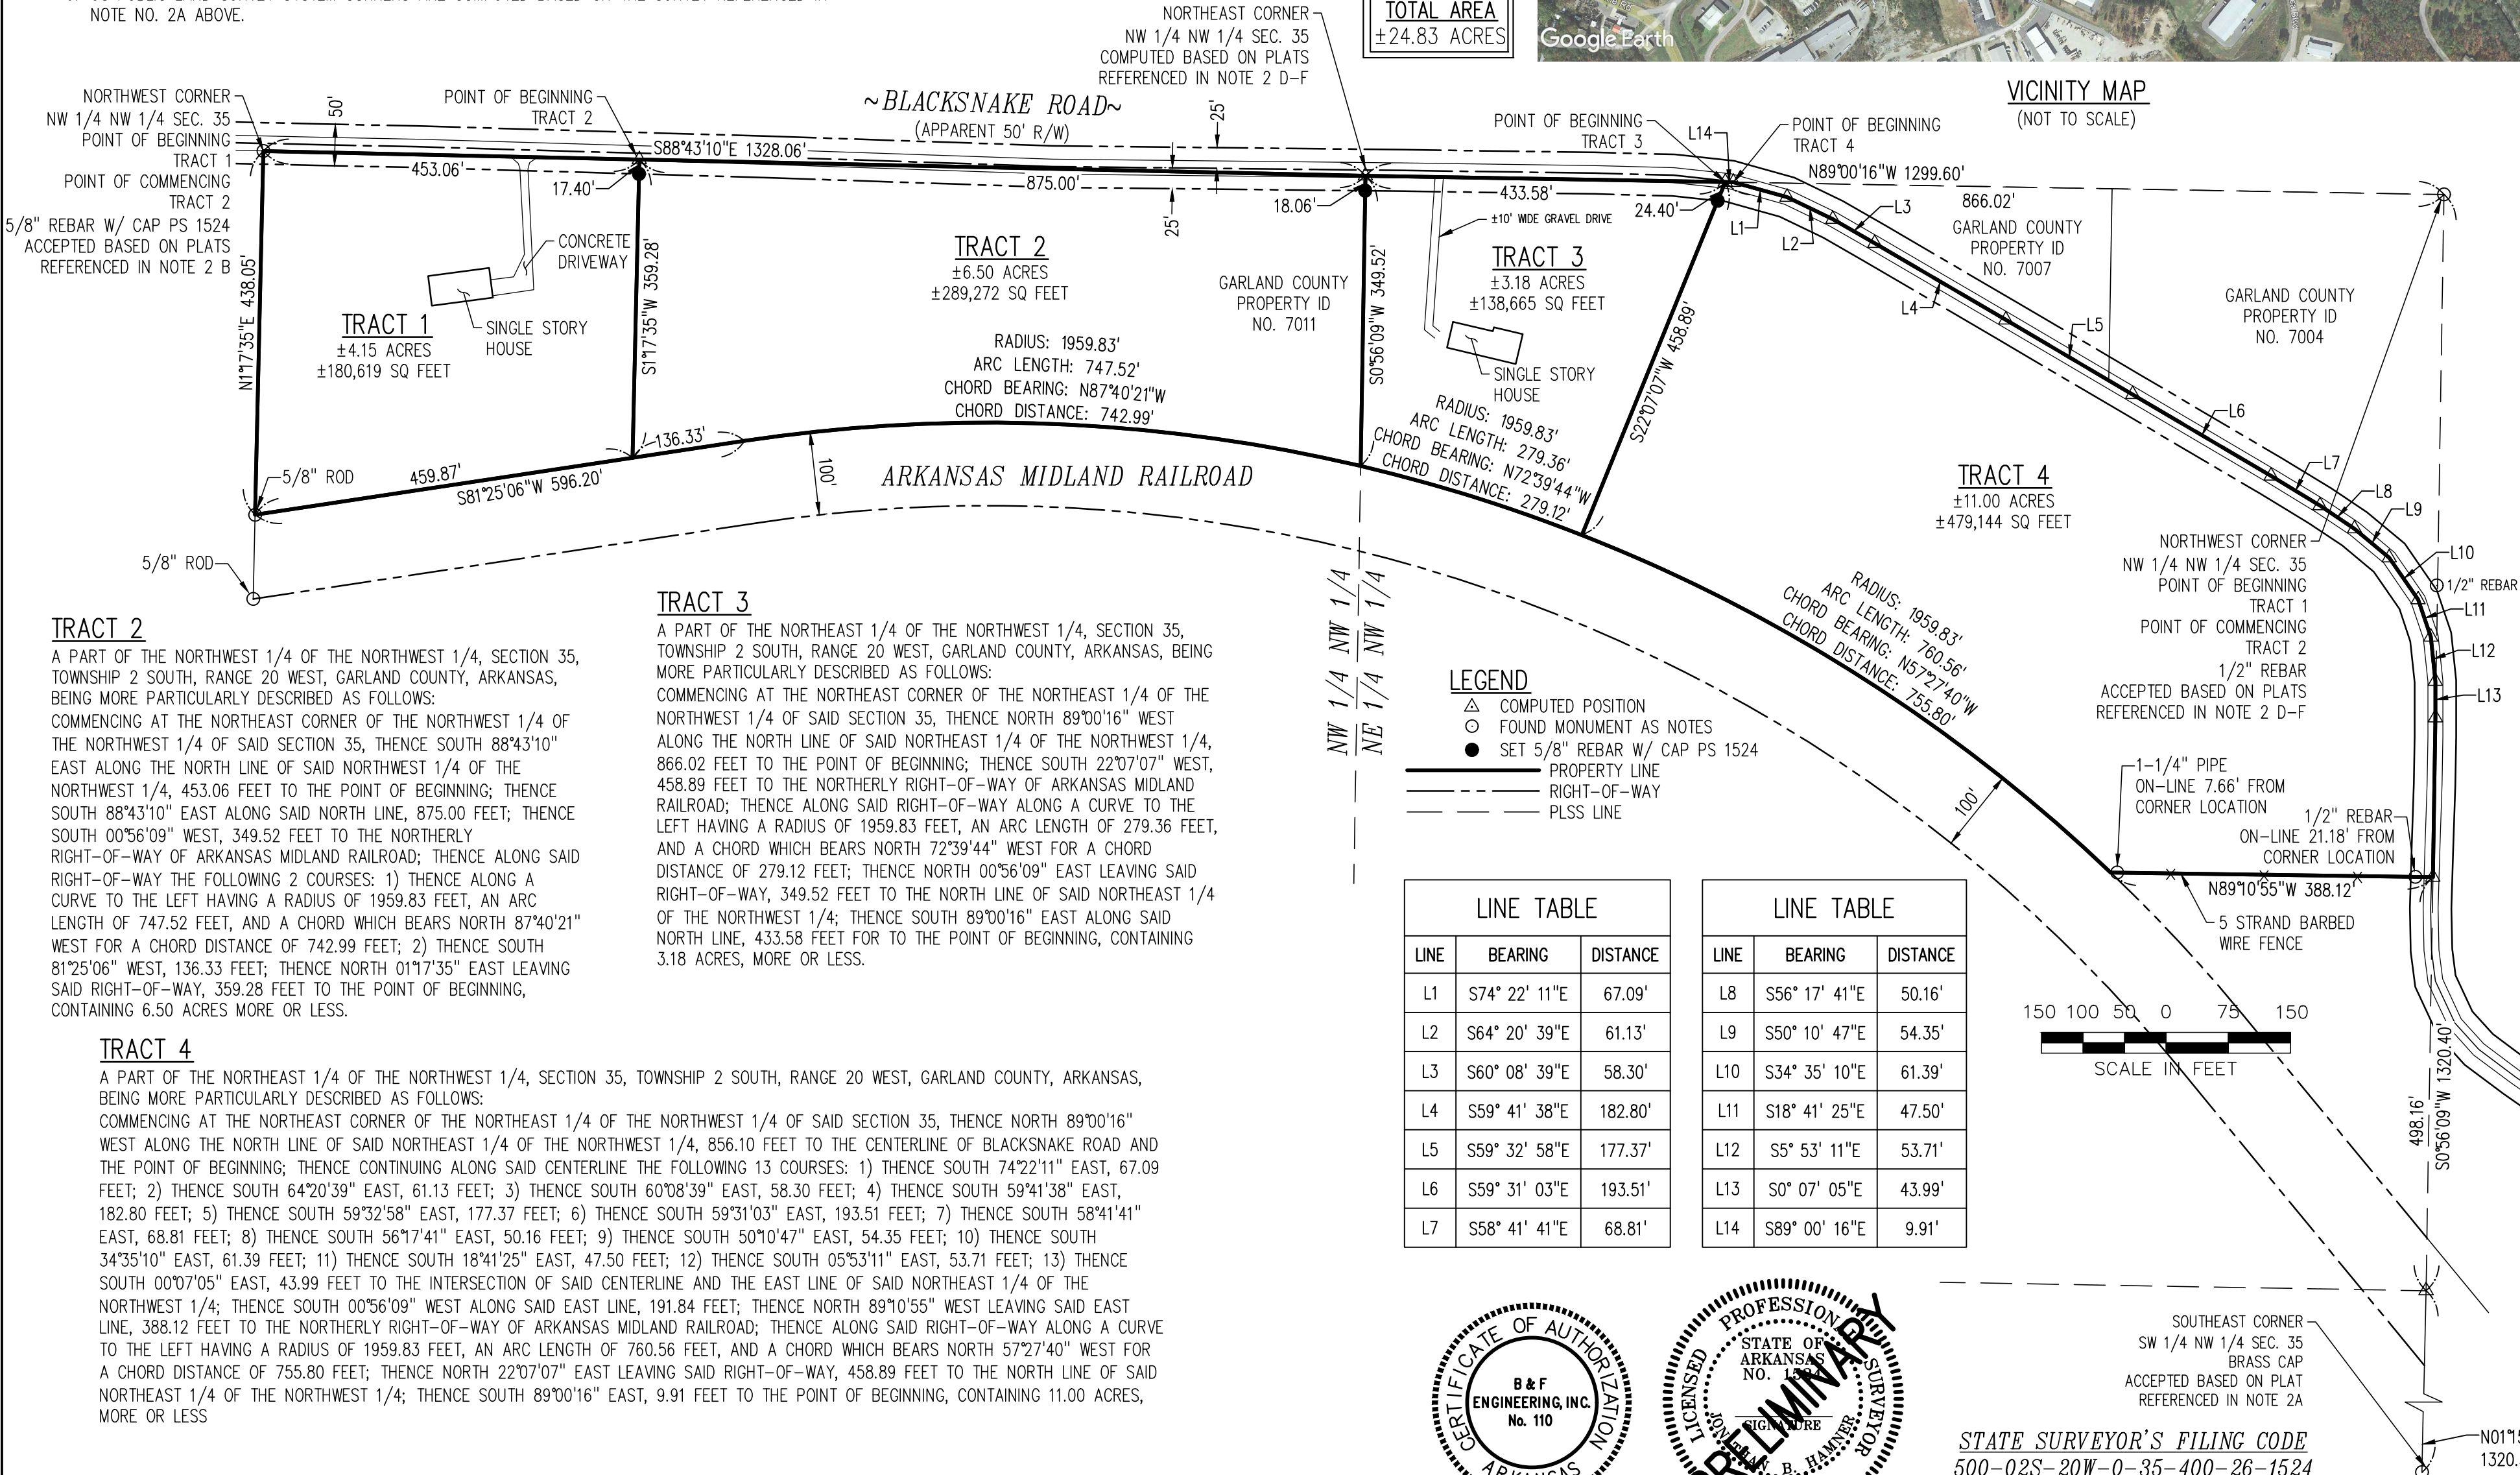 NOTE NO. 2A ABOVE.
NORTHEAST CORNER
NW 1/4 NW 1/4 SEC. 35
COMPUTED BASED ON PLATS
REFERENCED IN NOTE 2 D-F
TOTAL AREA
±24.83 ACRES
Google Earth
VICINITY MAP
(NOT TO SCALE)
NORTHWEST CORNER
NW 1/4 NW 1/4 SEC. 35
POINT OF BEGINNING
TRACT 1
POINT OF COMMENCING
TRACT 2
5/8" REBAR W/ CAP PS 1524
ACCEPTED BASED ON PLATS
REFERENCED IN NOTE 2 B
50'
POINT OF BEGINNING
TRACT 2
~BLACKSNAKE ROAD~
(APPARENT 50' R/W)
25'
25'
S88°43'10"E 1328.06'
453.06'
17.40'
875.00'
18.06'
433.58'
24.40'
POINT OF BEGINNING
TRACT 3
L14
POINT OF BEGINNING
TRACT 4
N89°00'16"W 1299.60'
866.02'
L1
L2
L3
L4
L5
L6
L7
L8
L9
L10
L11
L12
L13
GARLAND COUNTY
PROPERTY ID
NO. 7007
GARLAND COUNTY
PROPERTY ID
NO. 7004
N1°17'35"E 438.05'
CONCRETE
DRIVEWAY
SINGLE STORY
HOUSE
TRACT 1
±4.15 ACRES
±180,619 SQ FEET
S1°17'35"W 359.28'
TRACT 2
±6.50 ACRES
±289,272 SQ FEET
GARLAND COUNTY
PROPERTY ID
NO. 7011
RADIUS: 1959.83'
ARC LENGTH: 747.52'
CHORD BEARING: N87°40'21"W
CHORD DISTANCE: 742.99'
S0°56'09"W 349.52'
±10' WIDE GRAVEL DRIVE
TRACT 3
±3.18 ACRES
±138,665 SQ FEET
SINGLE STORY
HOUSE
RADIUS: 1959.83'
ARC LENGTH: 279.36'
CHORD BEARING: N72°39'44"W
CHORD DISTANCE: 279.12'
S22°07'07"W 458.89'
TRACT 4
±11.00 ACRES
±479,144 SQ FEET
5/8" ROD
459.87'
136.33'
S81°25'06"W 596.20'
100'
ARKANSAS MIDLAND RAILROAD
5/8" ROD
RADIUS: 1959.83'
ARC LENGTH: 760.56'
CHORD BEARING: N57°27'40"W
CHORD DISTANCE: 755.80'
NORTHWEST CORNER
NW 1/4 NW 1/4 SEC. 35
POINT OF BEGINNING
TRACT 1
POINT OF COMMENCING
TRACT 2
1/2" REBAR
ACCEPTED BASED ON PLATS
REFERENCED IN NOTE 2 D-F
1/2" REBAR
NW 1/4 NW 1/4
NE 1/4 NW 1/4
LEGEND
COMPUTED POSITION
FOUND MONUMENT AS NOTES
SET 5/8" REBAR W/ CAP PS 1524
PROPERTY LINE
RIGHT-OF-WAY
PLSS LINE
100'
1-1/4" PIPE
ON-LINE 7.66' FROM
CORNER LOCATION
1/2" REBAR
ON-LINE 21.18' FROM
CORNER LOCATION
N89°10'55"W 388.12'
5 STRAND BARBED
WIRE FENCE
TRACT 2
A PART OF THE NORTHWEST 1/4 OF THE NORTHWEST 1/4, SECTION 35,
TOWNSHIP 2 SOUTH, RANGE 20 WEST, GARLAND COUNTY, ARKANSAS,
BEING MORE PARTICULARLY DESCRIBED AS FOLLOWS:
COMMENCING AT THE NORTHEAST CORNER OF THE NORTHWEST 1/4 OF
THE NORTHWEST 1/4 OF SAID SECTION 35, THENCE SOUTH 88°43'10"
EAST ALONG THE NORTH LINE OF SAID NORTHWEST 1/4 OF THE
NORTHWEST 1/4, 453.06 FEET TO THE POINT OF BEGINNING; THENCE
SOUTH 88°43'10" EAST ALONG SAID NORTH LINE, 875.00 FEET; THENCE
SOUTH 00°56'09" WEST, 349.52 FEET TO THE NORTHERLY
RIGHT-OF-WAY OF ARKANSAS MIDLAND RAILROAD; THENCE ALONG SAID
RIGHT-OF-WAY THE FOLLOWING 2 COURSES: 1) THENCE ALONG A
CURVE TO THE LEFT HAVING A RADIUS OF 1959.83 FEET, AN ARC
LENGTH OF 747.52 FEET, AND A CHORD WHICH BEARS NORTH 87°40'21"
WEST FOR A CHORD DISTANCE OF 742.99 FEET; 2) THENCE SOUTH
81°25'06" WEST, 136.33 FEET; THENCE NORTH 01°17'35" EAST LEAVING
SAID RIGHT-OF-WAY, 359.28 FEET TO THE POINT OF BEGINNING,
CONTAINING 6.50 ACRES MORE OR LESS.
TRACT 3
A PART OF THE NORTHEAST 1/4 OF THE NORTHWEST 1/4, SECTION 35,
TOWNSHIP 2 SOUTH, RANGE 20 WEST, GARLAND COUNTY, ARKANSAS, BEING
MORE PARTICULARLY DESCRIBED AS FOLLOWS:
COMMENCING AT THE NORTHEAST CORNER OF THE NORTHEAST 1/4 OF THE
NORTHWEST 1/4 OF SAID SECTION 35, THENCE NORTH 89°00'16" WEST
ALONG THE NORTH LINE OF SAID NORTHEAST 1/4 OF THE NORTHWEST 1/4,
866.02 FEET TO THE POINT OF BEGINNING; THENCE SOUTH 22°07'07" WEST,
458.89 FEET TO THE NORTHERLY RIGHT-OF-WAY OF ARKANSAS MIDLAND
RAILROAD; THENCE ALONG SAID RIGHT-OF-WAY ALONG A CURVE TO THE
LEFT HAVING A RADIUS OF 1959.83 FEET, AN ARC LENGTH OF 279.36 FEET,
AND A CHORD WHICH BEARS NORTH 72°39'44" WEST FOR A CHORD
DISTANCE OF 279.12 FEET; THENCE NORTH 00°56'09" EAST LEAVING SAID
RIGHT-OF-WAY, 349.52 FEET TO THE NORTH LINE OF SAID NORTHEAST 1/4
OF THE NORTHWEST 1/4; THENCE SOUTH 89°00'16" EAST ALONG SAID
NORTH LINE, 433.58 FEET FOR TO THE POINT OF BEGINNING, CONTAINING
3.18 ACRES, MORE OR LESS.
TRACT 4
A PART OF THE NORTHEAST 1/4 OF THE NORTHWEST 1/4, SECTION 35, TOWNSHIP 2 SOUTH, RANGE 20 WEST, GARLAND COUNTY, ARKANSAS,
BEING MORE PARTICULARLY DESCRIBED AS FOLLOWS:
COMMENCING AT THE NORTHEAST CORNER OF THE NORTHEAST 1/4 OF THE NORTHWEST 1/4 OF SAID SECTION 35, THENCE NORTH 89°00'16"
WEST ALONG THE NORTH LINE OF SAID NORTHEAST 1/4 OF THE NORTHWEST 1/4, 856.10 FEET TO THE CENTERLINE OF BLACKSNAKE ROAD AND
THE POINT OF BEGINNING; THENCE CONTINUING ALONG SAID CENTERLINE THE FOLLOWING 13 COURSES: 1) THENCE SOUTH 74°22'11" EAST, 67.09
FEET; 2) THENCE SOUTH 64°20'39" EAST, 61.13 FEET; 3) THENCE SOUTH 60°08'39" EAST, 58.30 FEET; 4) THENCE SOUTH 59°41'38" EAST,
182.80 FEET; 5) THENCE SOUTH 59°32'58" EAST, 177.37 FEET; 6) THENCE SOUTH 59°31'03" EAST, 193.51 FEET; 7) THENCE SOUTH 58°41'41"
EAST, 68.81 FEET; 8) THENCE SOUTH 56°17'41" EAST, 50.16 FEET; 9) THENCE SOUTH 50°10'47" EAST, 54.35 FEET; 10) THENCE SOUTH
34°35'10" EAST, 61.39 FEET; 11) THENCE SOUTH 18°41'25" EAST, 47.50 FEET; 12) THENCE SOUTH 05°53'11" EAST, 53.71 FEET; 13) THENCE
SOUTH 00°07'05" EAST, 43.99 FEET TO THE INTERSECTION OF SAID CENTERLINE AND THE EAST LINE OF SAID NORTHEAST 1/4 OF THE
NORTHWEST 1/4; THENCE SOUTH 00°56'09" WEST ALONG SAID EAST LINE, 191.84 FEET; THENCE NORTH 89°10'55" WEST LEAVING SAID EAST
LINE, 388.12 FEET TO THE NORTHERLY RIGHT-OF-WAY OF ARKANSAS MIDLAND RAILROAD; THENCE ALONG SAID RIGHT-OF-WAY ALONG A CURVE
TO THE LEFT HAVING A RADIUS OF 1959.83 FEET, AN ARC LENGTH OF 760.56 FEET, AND A CHORD WHICH BEARS NORTH 57°27'40" WEST FOR
A CHORD DISTANCE OF 755.80 FEET; THENCE NORTH 22°07'07" EAST LEAVING SAID RIGHT-OF-WAY, 458.89 FEET TO THE NORTH LINE OF SAID
NORTHEAST 1/4 OF THE NORTHWEST 1/4; THENCE SOUTH 89°00'16" EAST, 9.91 FEET TO THE POINT OF BEGINNING, CONTAINING 11.00 ACRES,
MORE OR LESS
LINE TABLE
LINE BEARING DISTANCE
L1 S74° 22' 11"E 67.09'
L2 S64° 20' 39"E 61.13'
L3 S60° 08' 39"E 58.30'
L4 S59° 41' 38"E 182.80'
L5 S59° 32' 58"E 177.37'
L6 S59° 31' 03"E 193.51'
L7 S58° 41' 41"E 68.81'
LINE TABLE
LINE BEARING DISTANCE
L8 S56° 17' 41"E 50.16'
L9 S50° 10' 47"E 54.35'
L10 S34° 35' 10"E 61.39'
L11 S18° 41' 25"E 47.50'
L12 S5° 53' 11"E 53.71'
L13 S0° 07' 05"E 43.99'
L14 S89° 00' 16"E 9.91'
150 100 50 0 75 150
SCALE IN FEET
498.16'
S0°56'09"W 1320.40'
CERTIFICATE OF AUTHORIZATION
B & F
ENGINEERING, INC.
No. 110
ARKANSAS
LICENSED PROFESSIONAL SURVEYOR
STATE OF
ARKANSAS
NO. 1524
SIGNATURE
JONATHAN B. HAMNER
PRELIMINARY
SOUTHEAST CORNER
SW 1/4 NW 1/4 SEC. 35
BRASS CAP
ACCEPTED BASED ON PLAT
REFERENCED IN NOTE 2A
STATE SURVEYOR'S FILING CODE
500-02S-20W-0-35-400-26-1524